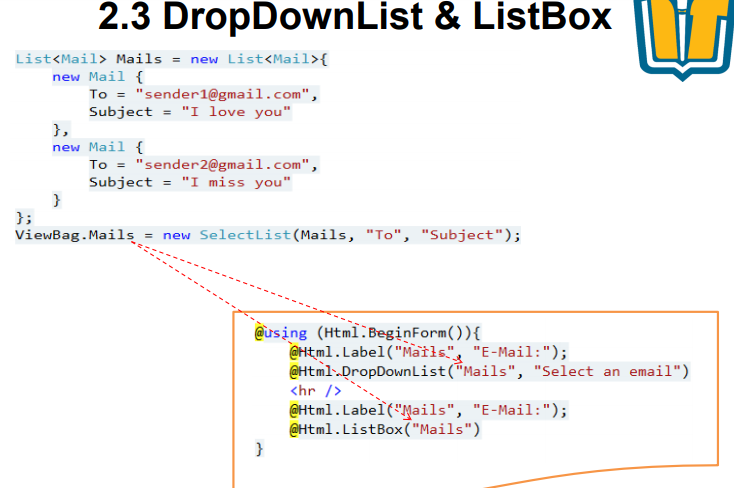 2.3 DropDownList & ListBox
List<Mail> Mails = new List<Mail>{
    new Mail {
        To = "sender1@gmail.com",
        Subject = "I love you"
    },
    new Mail {
        To = "sender2@gmail.com",
        Subject = "I miss you"
    }
};
ViewBag.Mails = new SelectList(Mails, "To", "Subject");
@using (Html.BeginForm()){
    @Html.Label("Mails", "E-Mail:");
    @Html.DropDownList("Mails", "Select an email")
    <hr />
    @Html.Label("Mails", "E-Mail:");
    @Html.ListBox("Mails")
}